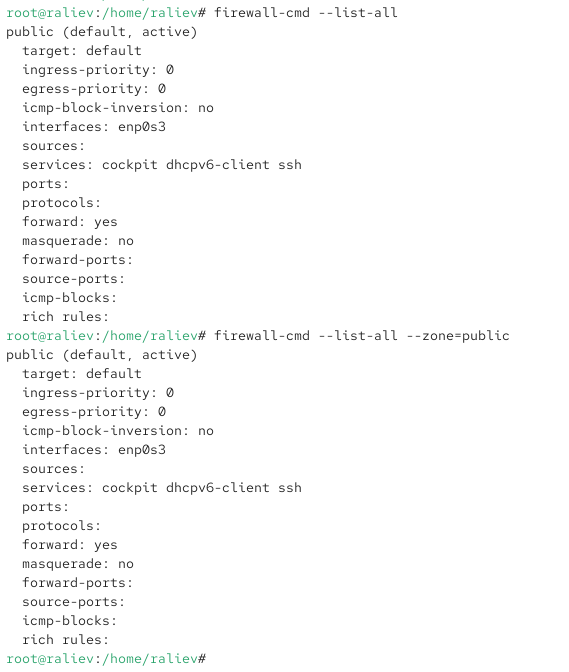 root@raliev:/home/raliev# firewall-cmd --list-all
public (default, active)
  target: default
  ingress-priority: 0
  egress-priority: 0
  icmp-block-inversion: no
  interfaces: enp0s3
  sources:
  services: cockpit dhcpv6-client ssh
  ports:
  protocols:
  forward: yes
  masquerade: no
  forward-ports:
  source-ports:
  icmp-blocks:
  rich rules:
root@raliev:/home/raliev# firewall-cmd --list-all --zone=public
public (default, active)
  target: default
  ingress-priority: 0
  egress-priority: 0
  icmp-block-inversion: no
  interfaces: enp0s3
  sources:
  services: cockpit dhcpv6-client ssh
  ports:
  protocols:
  forward: yes
  masquerade: no
  forward-ports:
  source-ports:
  icmp-blocks:
  rich rules:
root@raliev:/home/raliev#